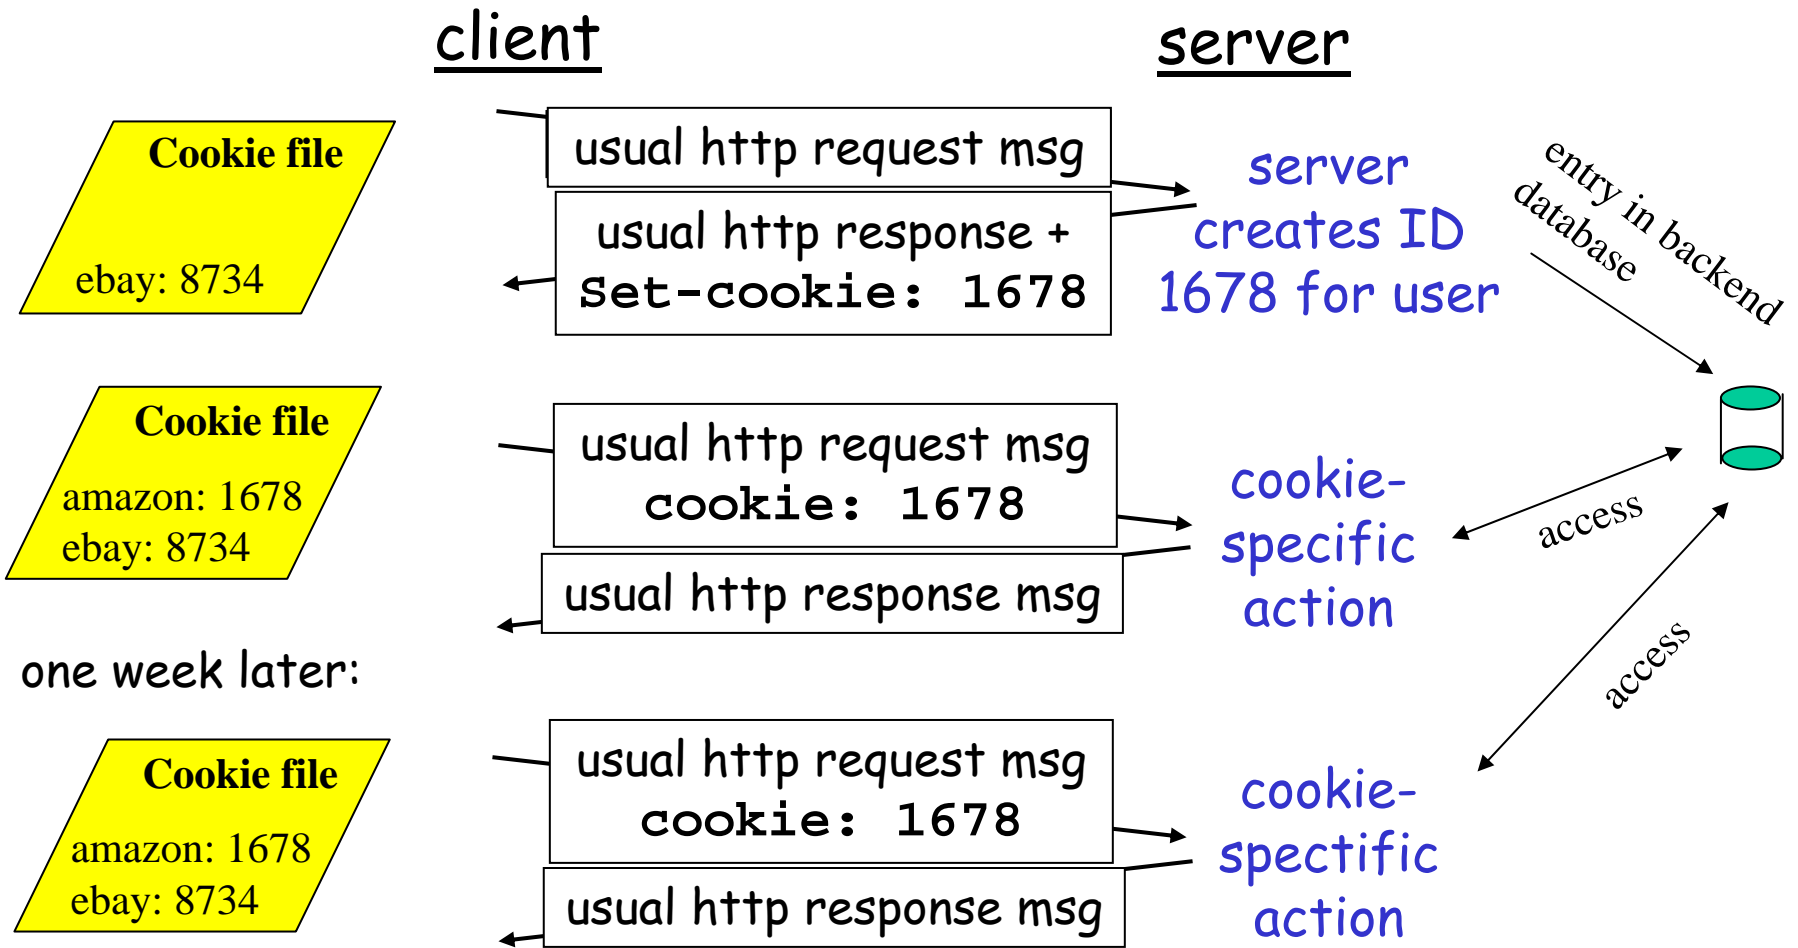 client
server
Cookie file
ebay: 8734
usual http request msg
usual http response +
Set-cookie: 1678
server
creates ID
1678 for user
entry in backend
database
Cookie file
amazon: 1678
ebay: 8734
usual http request msg
cookie: 1678
usual http response msg
cookie-
specific
action
access
access
one week later:
Cookie file
amazon: 1678
ebay: 8734
usual http request msg
cookie: 1678
usual http response msg
cookie-
spectific
action